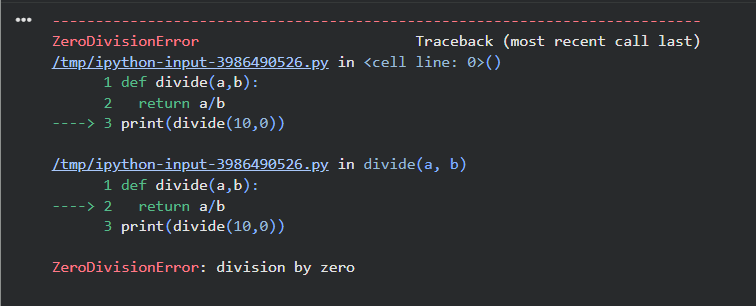 ---------------------------------------------------------------------------
ZeroDivisionError                         Traceback (most recent call last)
/tmp/ipython-input-3986490526.py in <cell line: 0>()
      1 def divide(a,b):
      2   return a/b
----> 3 print(divide(10,0))

/tmp/ipython-input-3986490526.py in divide(a, b)
      1 def divide(a,b):
----> 2   return a/b
      3 print(divide(10,0))

ZeroDivisionError: division by zero